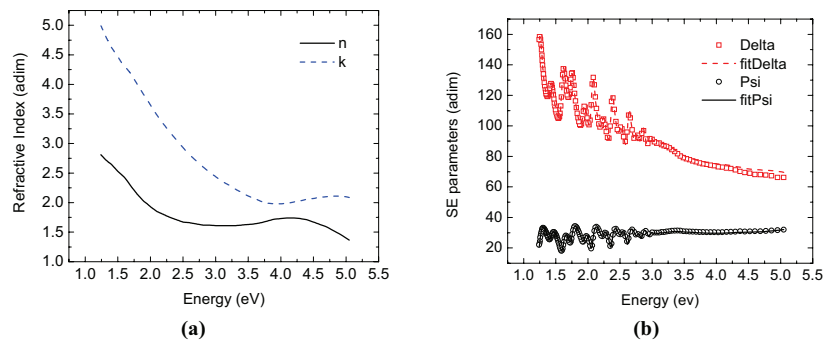 n
k
5.0
4.5
4.0
3.5
3.0
2.5
2.0
1.5
1.0
Refractive Index (adim)
1.0 1.5 2.0 2.5 3.0 3.5 4.0 4.5 5.0 5.5
Energy (eV)
(a)
Delta
fitDelta
Psi
fitPsi
160
140
120
100
80
60
40
20
SE parameters (adim)
1.0 1.5 2.0 2.5 3.0 3.5 4.0 4.5 5.0 5.5
Energy (ev)
(b)